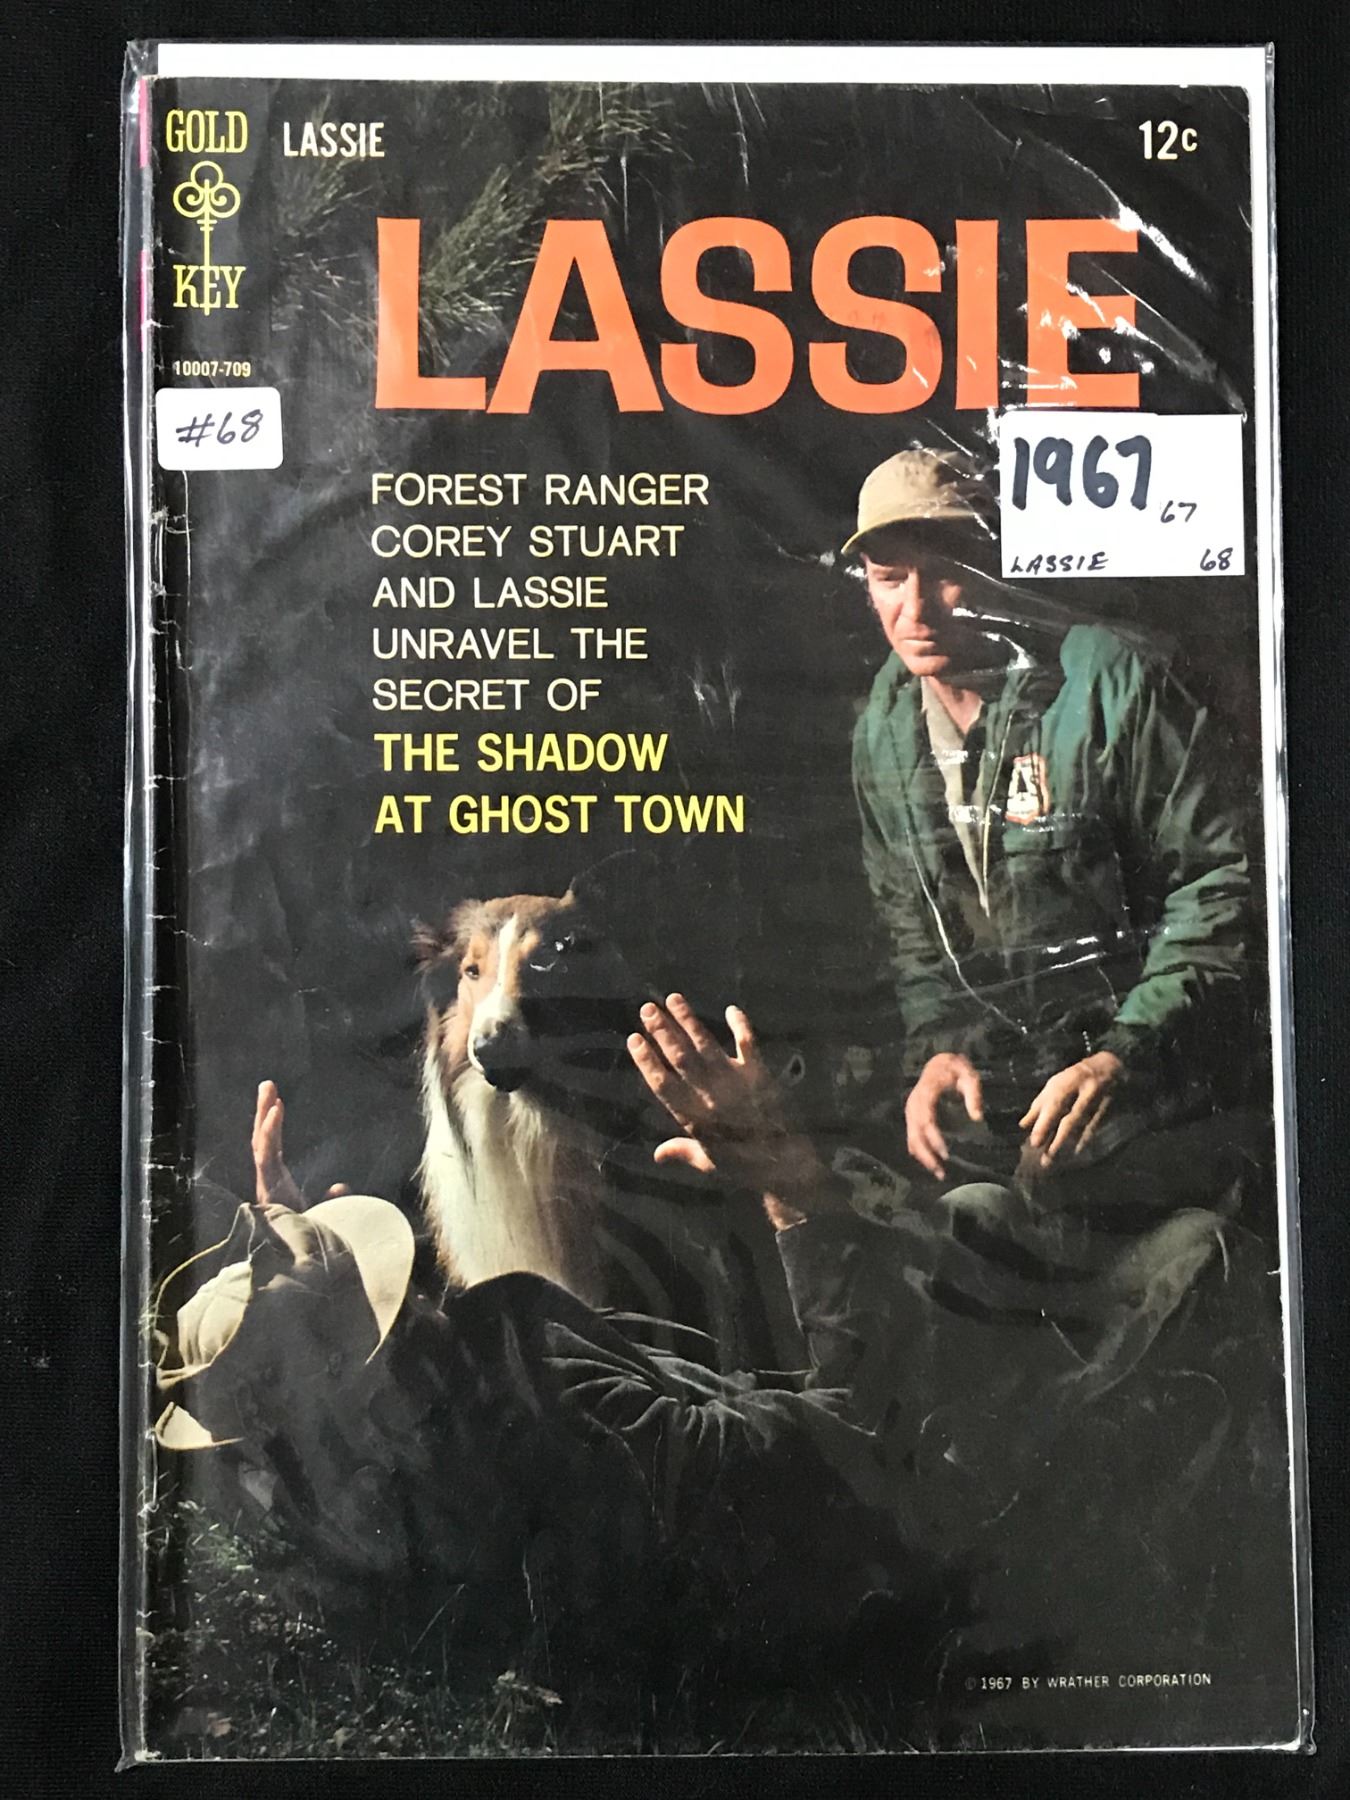 GOLD
KEY
LASSIE
12c
LASSIE
10007-709
#68
1967
67
LASSIE 68
FOREST RANGER
COREY STUART
AND LASSIE
UNRAVEL THE
SECRET OF
THE SHADOW
AT GHOST TOWN
© 1967 BY WRATHER CORPORATION